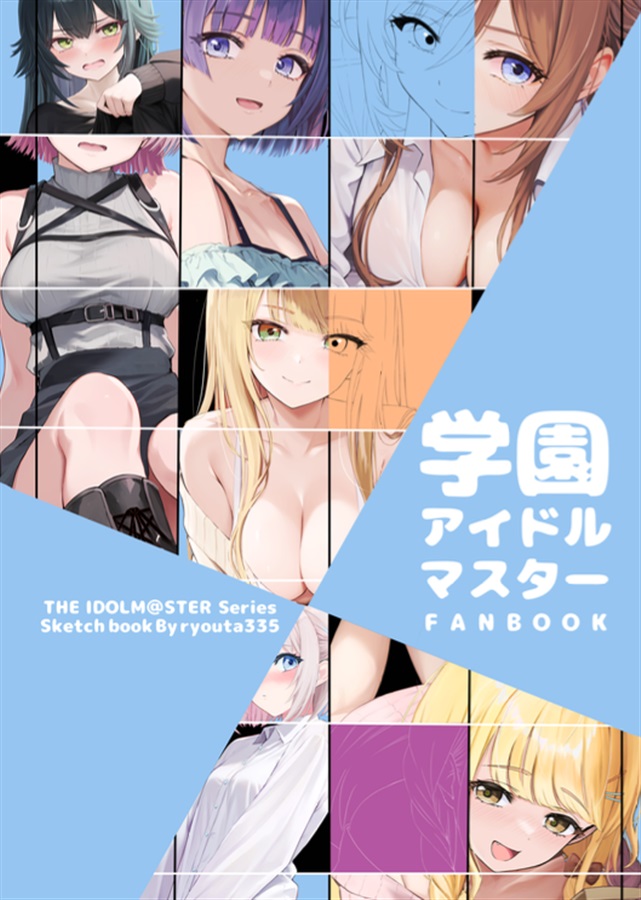 学園
アイドル
マスター
FANBOOK
THE IDOLM@STER Series
Sketch book By ryouta335